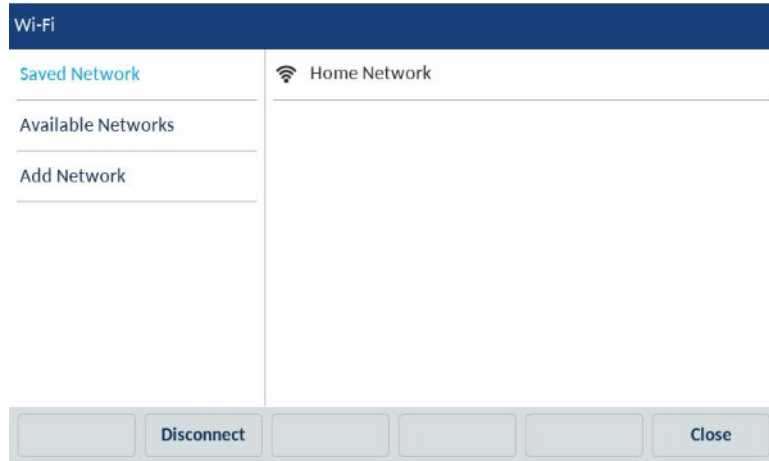 Wi-Fi
Saved Network
Available Networks
Add Network
Home Network
Disconnect
Close